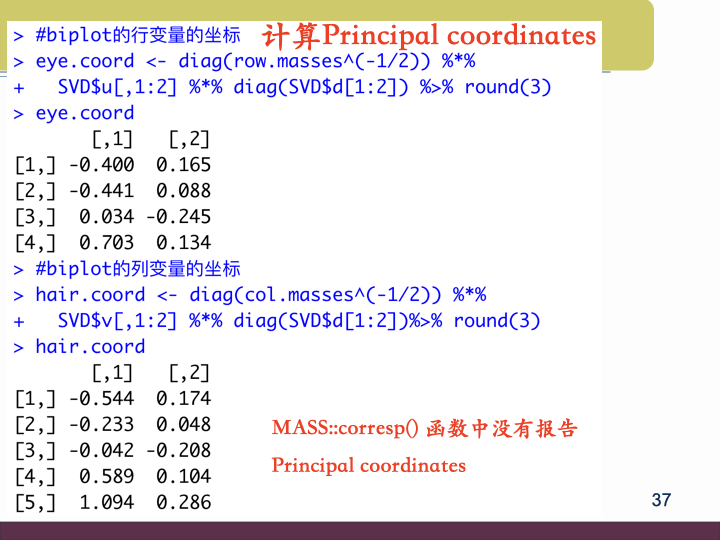 > #biplot的行变量的坐标 计算Principal coordinates
> eye.coord <- diag(row.masses^(-1/2)) %*%
+   SVD$u[,1:2] %*% diag(SVD$d[1:2]) %>% round(3)
> eye.coord
[,1] [,2]
[1,] -0.400 0.165
[2,] -0.441 0.088
[3,] 0.034 -0.245
[4,] 0.703 0.134
> #biplot的列变量的坐标
> hair.coord <- diag(col.masses^(-1/2)) %*%
+   SVD$v[,1:2] %*% diag(SVD$d[1:2])%>% round(3)
> hair.coord
[,1] [,2]
[1,] -0.544 0.174
[2,] -0.233 0.048
[3,] -0.042 -0.208
[4,] 0.589 0.104
[5,] 1.094 0.286
MASS::corresp() 函数中没有报告
Principal coordinates
37